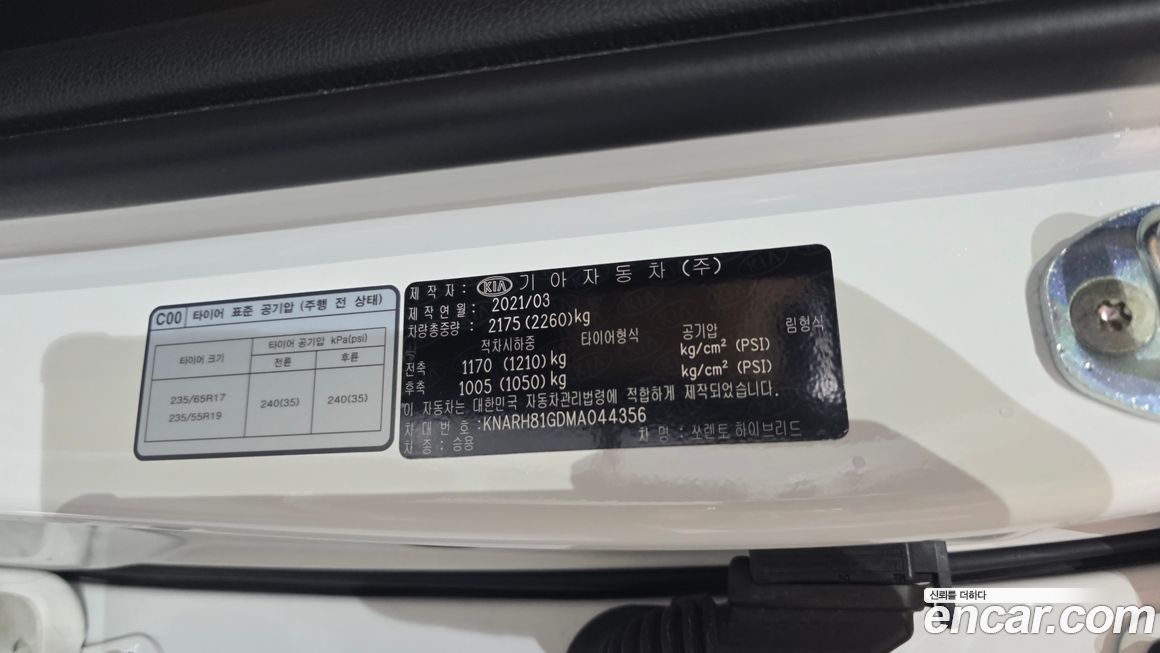 C00 타이어 표준 공기압 (주행 전 상태)
타이어 크기 타이어 공기압 kPa(psi)
전륜 후륜
235/65R17
235/55R19
240(35) 240(35)
제 작 자 : KIA 기 아 자 동 차 (주)
제 작 연 월 : 2021/03
차량총중량 : 2175 (2260)kg
적차시하중 타이어형식 공기압 림형식
전축 1170 (1210)kg kg/cm² (PSI)
후축 1005 (1050)kg kg/cm² (PSI)
이 자동차는 대한민국 자동차관리법령에 적합하게 제작되었습니다.
차 대 번 호 :KNARH81GDMA044356
차 종 : 승용 차 명 : 쏘렌토 하이브리드
신뢰를 더하다
encar.com